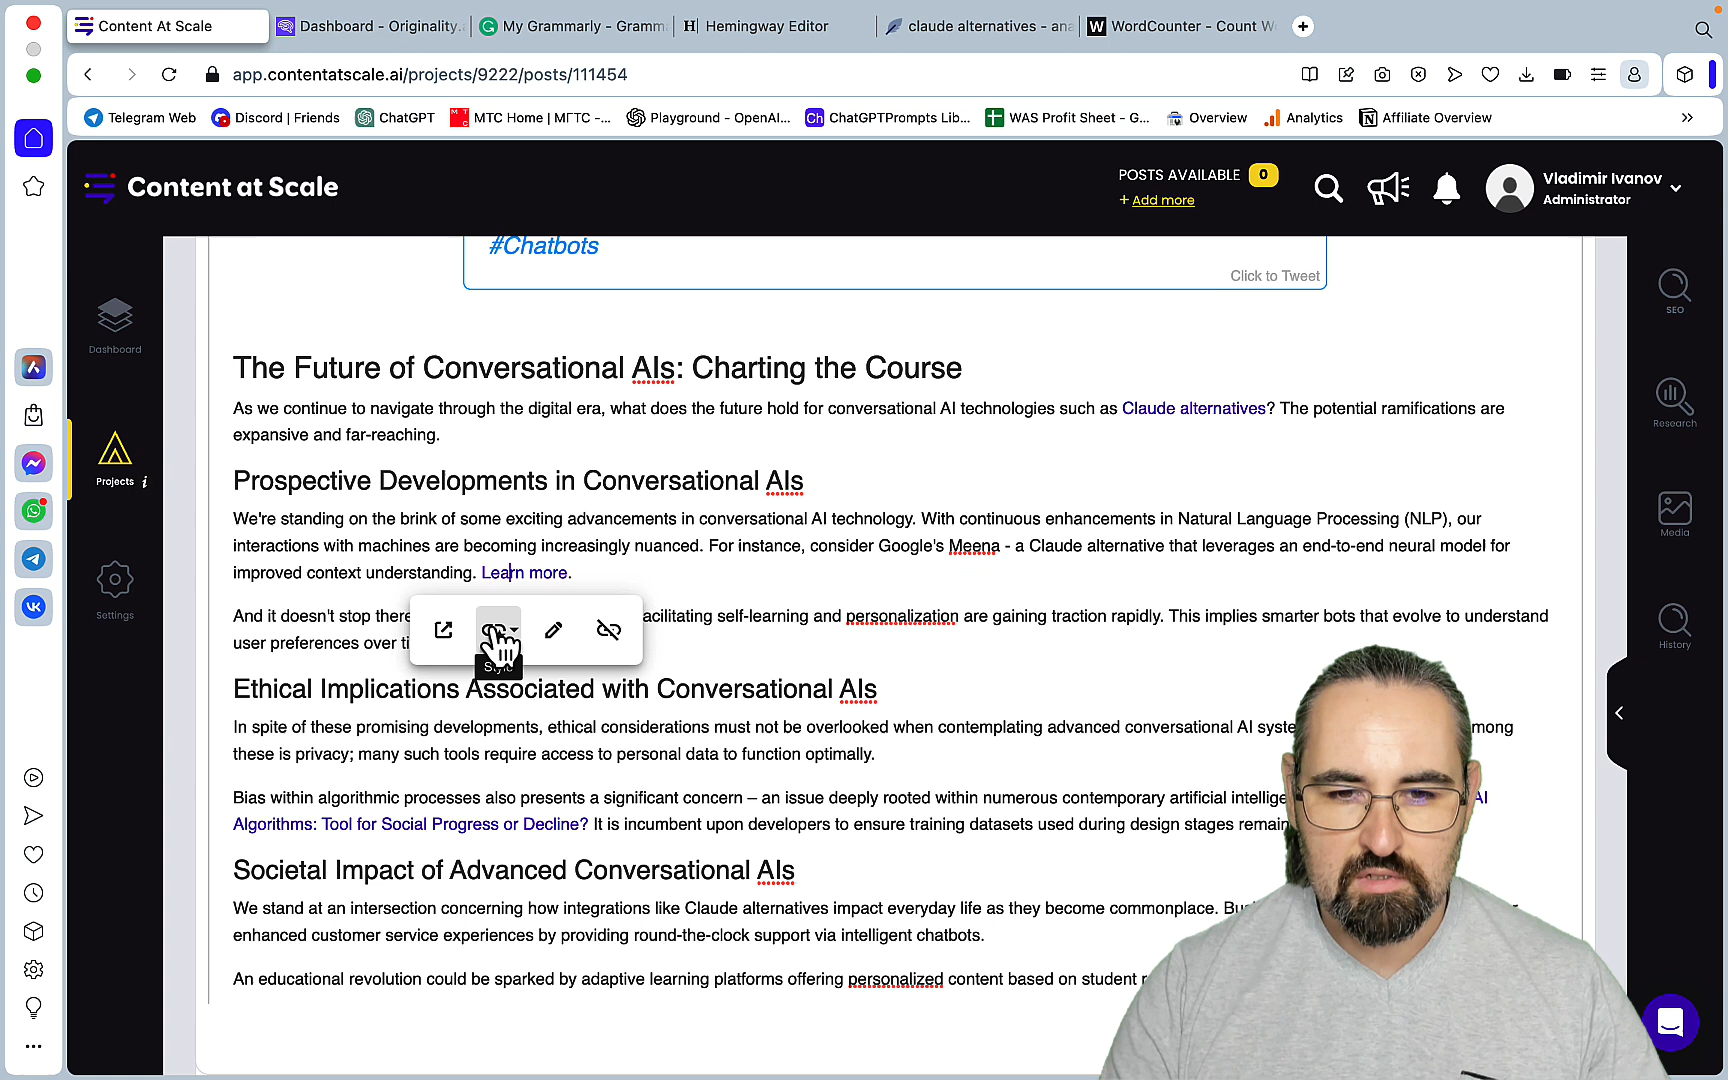 Content At Scale
Dashboard - Originality.
My Grammarly - Gramm
Hemingway Editor
claude alternatives - ana
WordCounter - Count W
app.contentatscale.ai/projects/9222/posts/111454
Telegram Web
Discord | Friends
ChatGPT
MTC Home | МГТС -...
Playground - OpenAI...
ChatGPTPrompts Lib...
WAS Profit Sheet - G...
Overview
Analytics
Affiliate Overview
Content at Scale
POSTS AVAILABLE 0
+ Add more
Vladimir Ivanov
Administrator
Dashboard
Projects i
Settings
SEO
Research
Media
History
#Chatbots
Click to Tweet
The Future of Conversational AIs: Charting the Course
As we continue to navigate through the digital era, what does the future hold for conversational AI technologies such as Claude alternatives? The potential ramifications are
expansive and far-reaching.
Prospective Developments in Conversational AIs
We're standing on the brink of some exciting advancements in conversational AI technology. With continuous enhancements in Natural Language Processing (NLP), our
interactions with machines are becoming increasingly nuanced. For instance, consider Google's Meena - a Claude alternative that leverages an end-to-end neural model for
improved context understanding. Learn more.
And it doesn't stop there acilitating self-learning and personalization are gaining traction rapidly. This implies smarter bots that evolve to understand
user preferences over ti
Ethical Implications Associated with Conversational AIs
In spite of these promising developments, ethical considerations must not be overlooked when contemplating advanced conversational AI syste mong
these is privacy; many such tools require access to personal data to function optimally.
Bias within algorithmic processes also presents a significant concern – an issue deeply rooted within numerous contemporary artificial intellige AI
Algorithms: Tool for Social Progress or Decline? It is incumbent upon developers to ensure training datasets used during design stages remain
Societal Impact of Advanced Conversational AIs
We stand at an intersection concerning how integrations like Claude alternatives impact everyday life as they become commonplace. Bu
enhanced customer service experiences by providing round-the-clock support via intelligent chatbots.
An educational revolution could be sparked by adaptive learning platforms offering personalized content based on student